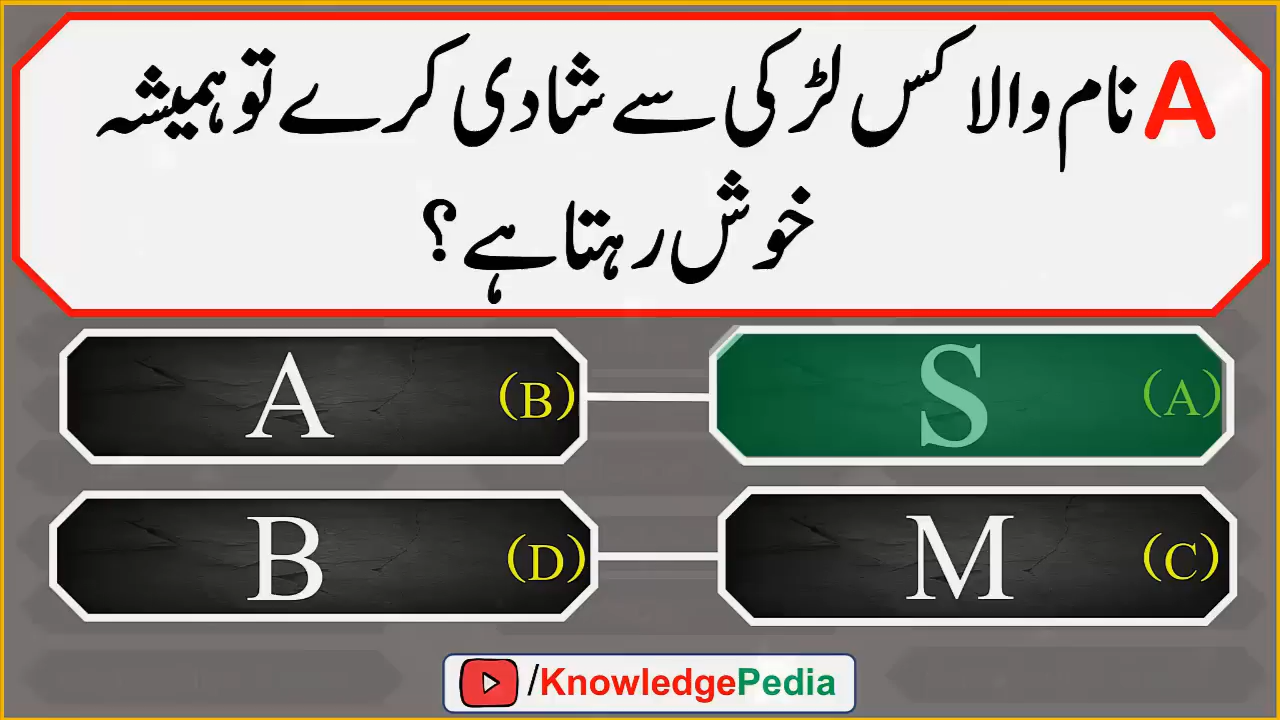 A نام والا کس لڑکی سے شادی کرے تو ہمیشہ
خوش رہتا ہے؟
(A) S
(B) A
(C) M
(D) B
/KnowledgePedia